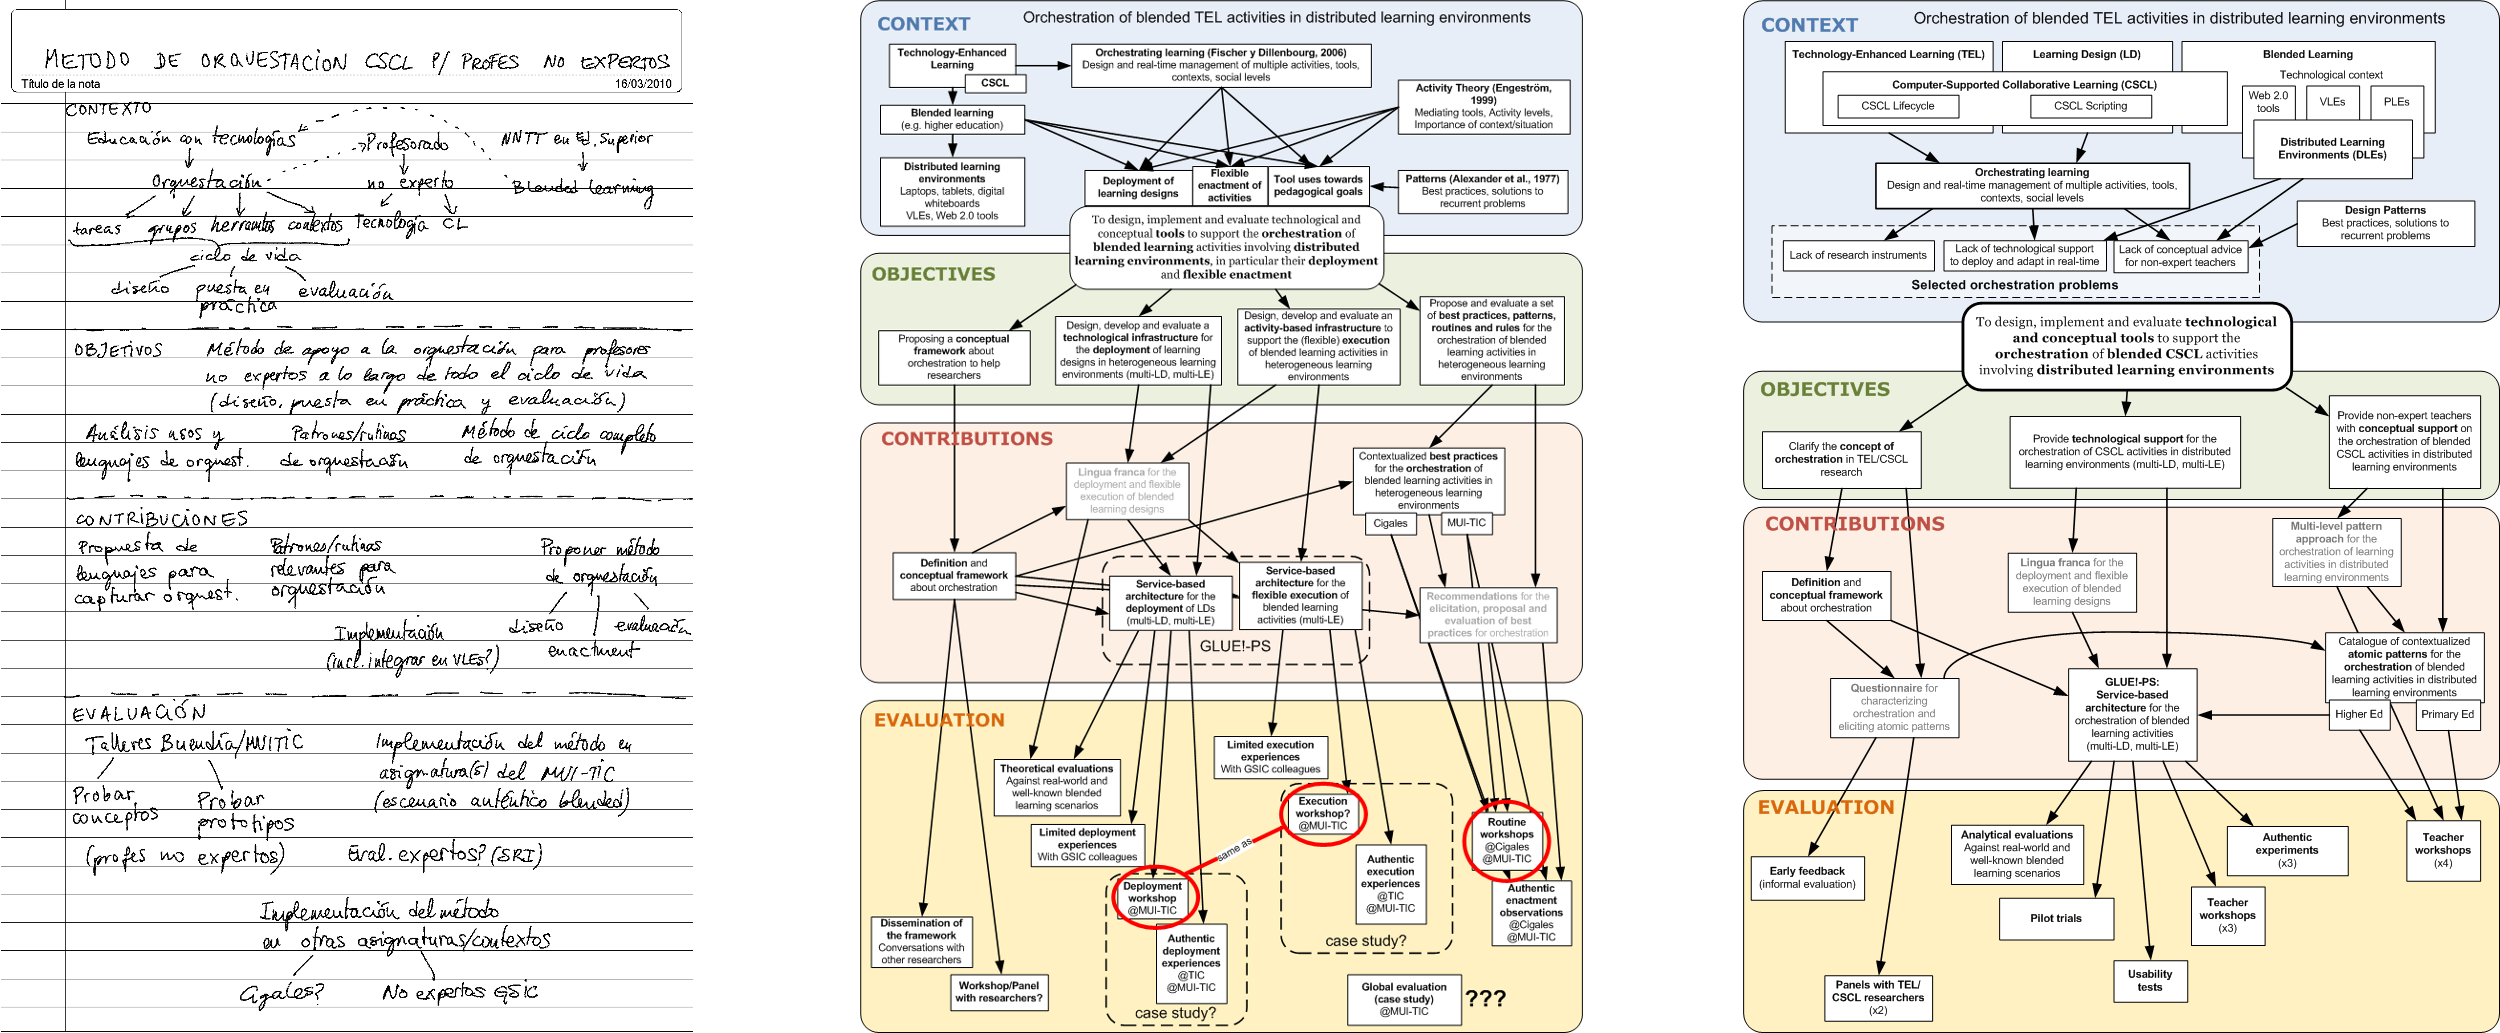 METODO DE ORQUESTACIÓN CSCL P/ PROFES NO EXPERTOS
Título de la nota
16/03/2010
CONTEXTO
Educación con tecnologías
Profesorado
NNTT en Ed. Superior
Orquestación
no experto
Blended learning
tareas
grupos
herramtas
contextos
Tecnología
CL
ciclo de vida
diseño
puesta en
práctica
evaluación
OBJETIVOS
Método de apoyo a la orquestación para profesores
no expertos a lo largo de todo el ciclo de vida
(diseño, puesta en práctica y evaluación)
Análisis usos y
lenguajes de orquest.
Patrones/rutinas
de orquestación
Método de ciclo completo
de orquestación
CONTRIBUCIONES
Propuesta de
lenguajes para
capturar orquest.
Patrones/rutinas
relevantes para
orquestación
Proponer método
de orquestación
diseño
enactment
evaluación
Implementación
(incl. integrar en VLEs?)
EVALUACIÓN
Talleres Buendía/MUITIC
Probar
conceptos
Probar
prototipos
(profes no expertos)
Implementación del método en
asignatura(s) del MUI-TIC
(escenario auténtico blended)
Eval. expertos? (SRI)
Implementación del método
en otras asignaturas/contextos
Cigales?
No expertos GSIC
CONTEXT
Orchestration of blended TEL activities in distributed learning environments
Technology-Enhanced
Learning
CSCL
Orchestrating learning (Fischer y Dillenbourg, 2006)
Design and real-time management of multiple activities, tools,
contexts, social levels
Activity Theory (Engeström,
1999)
Mediating tools, Activity levels,
Importance of context/situation
Blended learning
(e.g. higher education)
Distributed learning
environments
Laptops, tablets, digital
whiteboards
VLEs, Web 2.0 tools
Deployment of
learning designs
Flexible
enactment of
activities
Tool uses towards
pedagogical goals
Patterns (Alexander et al., 1977)
Best practices, solutions to
recurrent problems
To design, implement and evaluate technological and
conceptual tools to support the orchestration of
blended learning activities involving distributed
learning environments, in particular their deployment
and flexible enactment
OBJECTIVES
Proposing a conceptual
framework about
orchestration to help
researchers
Design, develop and evaluate a
technological infrastructure for
the deployment of learning
designs in heterogeneous learning
environments (multi-LD, multi-LE)
Design, develop and evaluate an
activity-based infrastructure to
support the (flexible) execution
of blended learning activities in
heterogeneous learning
environments
Propose and evaluate a set
of best practices, patterns,
routines and rules for the
orchestration of blended
learning activities in
heterogeneous learning
environments
CONTRIBUTIONS
Lingua franca for the
deployment and flexible
execution of blended
learning designs
Contextualized best practices
for the orchestration of
blended learning activities in
heterogeneous learning
environments
Cigales
MUI-TIC
Definition and
conceptual framework
about orchestration
Service-based
architecture for the
deployment of LDs
(multi-LD, multi-LE)
Service-based
architecture for the
flexible execution of
blended learning
activities (multi-LE)
GLUE!-PS
Recommendations for the
elicitation, proposal and
evaluation of best
practices for orchestration
EVALUATION
Limited execution
experiences
With GSIC colleagues
Theoretical evaluations
Against real-world and
well-known blended
learning scenarios
Limited deployment
experiences
With GSIC colleagues
Execution
workshop?
@MUI-TIC
Routine
workshops
@Cigales
@MUI-TIC
same as
Authentic
execution
experiences
@TIC
@MUI-TIC
case study?
Deployment
workshop
@MUI-TIC
Authentic
enactment
observations
@Cigales
@MUI-TIC
Dissemination of
the framework
Conversations with
other researchers
Authentic
deployment
experiences
@TIC
@MUI-TIC
case study?
Workshop/Panel
with researchers?
Global evaluation
(case study)
@MUI-TIC
???
CONTEXT
Orchestration of blended TEL activities in distributed learning environments
Technology-Enhanced Learning (TEL)
Learning Design (LD)
Blended Learning
Computer-Supported Collaborative Learning (CSCL)
CSCL Lifecycle
CSCL Scripting
Technological context
Web 2.0
tools
VLEs
PLEs
Distributed Learning
Environments (DLEs)
Orchestrating learning
Design and real-time management of multiple activities, tools,
contexts, social levels
Design Patterns
Best practices, solutions to
recurrent problems
Lack of research instruments
Lack of technological support
to deploy and adapt in real-time
Lack of conceptual advice
for non-expert teachers
Selected orchestration problems
To design, implement and evaluate technological
and conceptual tools to support the
orchestration of blended CSCL activities
involving distributed learning environments
OBJECTIVES
Clarify the concept of
orchestration in TEL/CSCL
research
Provide technological support for the
orchestration of CSCL activities in distributed
learning environments (multi-LD, multi-LE)
Provide non-expert teachers
with conceptual support on
the orchestration of blended
CSCL activities in distributed
learning environments
CONTRIBUTIONS
Multi-level pattern
approach for the
orchestration of learning
activities in distributed
learning environments
Lingua franca for the
deployment and flexible
execution of blended
learning designs
Definition and
conceptual framework
about orchestration
Catalogue of contextualized
atomic patterns for the
orchestration of blended
learning activities in distributed
learning environments
Higher Ed
Primary Ed
Questionnaire for
characterizing
orchestration and
eliciting atomic patterns
GLUE!-PS:
Service-based
architecture for the
orchestration of blended
learning activities
(multi-LD, multi-LE)
EVALUATION
Early feedback
(informal evaluation)
Analytical evaluations
Against real-world and
well-known blended
learning scenarios
Authentic
experiments
(x3)
Teacher
workshops
(x4)
Pilot trials
Teacher
workshops
(x3)
Usability
tests
Panels with TEL/
CSCL researchers
(x2)